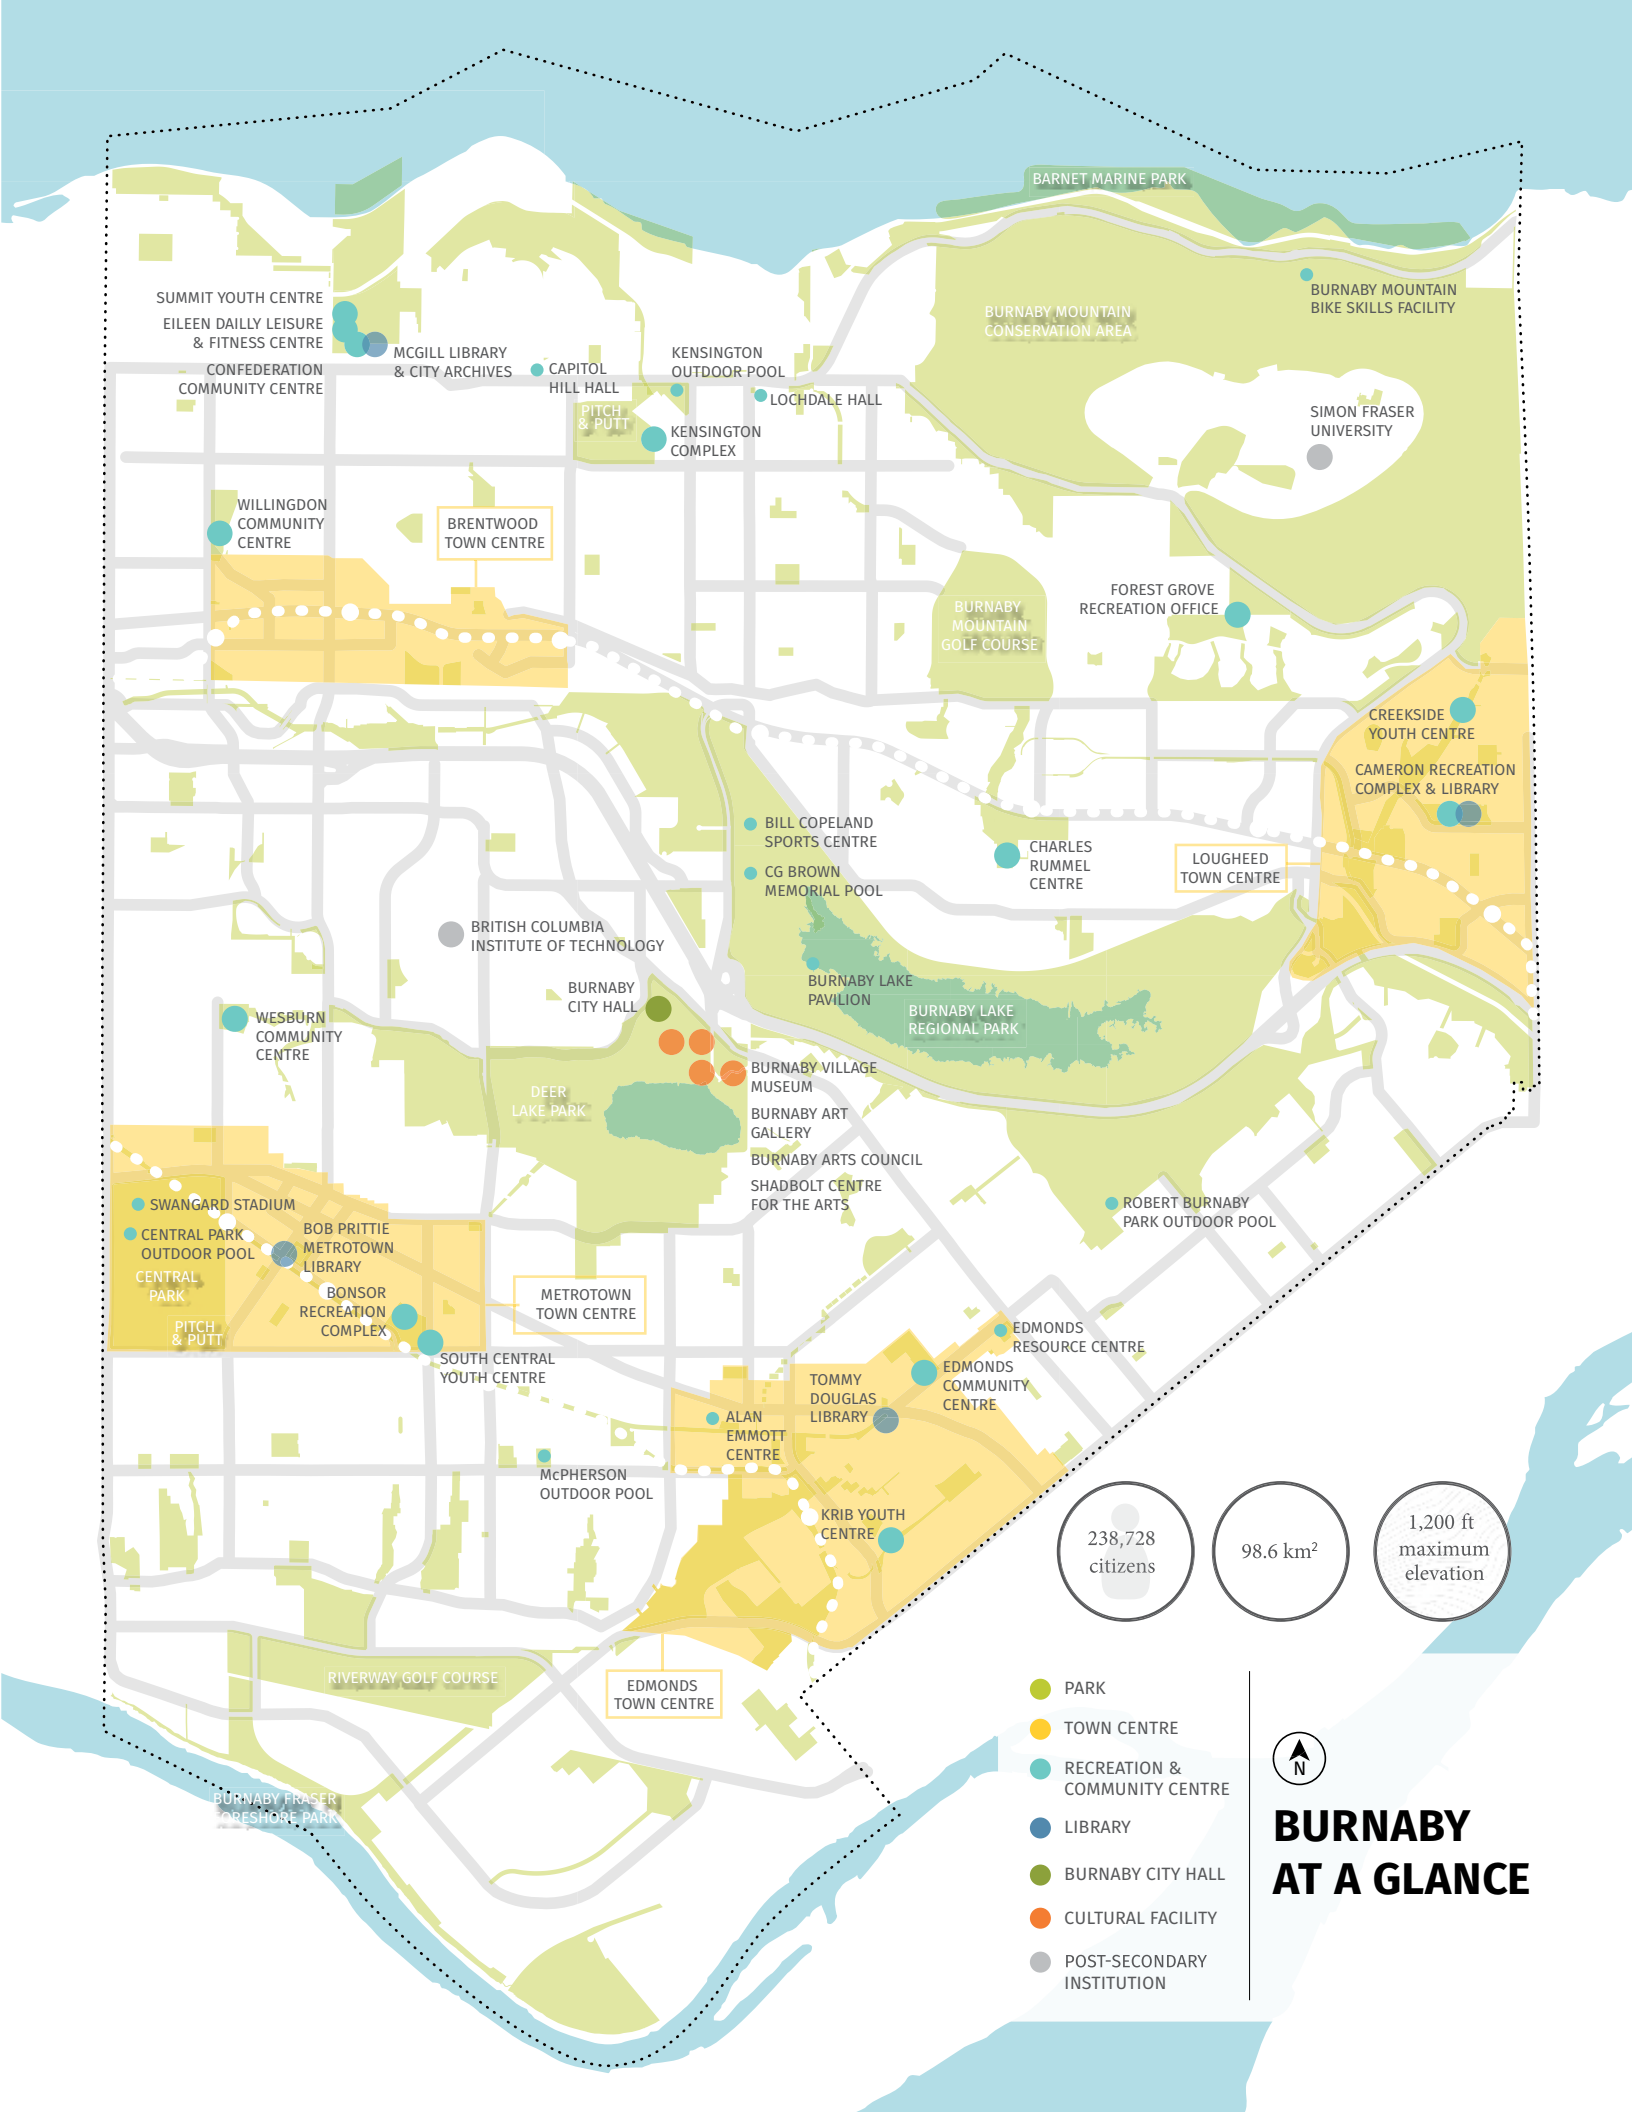 BARNET MARINE PARK
BURNABY MOUNTAIN
BIKE SKILLS FACILITY
SUMMIT YOUTH CENTRE
EILEEN DAILLY LEISURE
& FITNESS CENTRE
CONFEDERATION
COMMUNITY CENTRE
MCGILL LIBRARY
& CITY ARCHIVES
BURNABY MOUNTAIN
CONSERVATION AREA
CAPITOL
HILL HALL
KENSINGTON
OUTDOOR POOL
LOCHDALE HALL
PITCH
& PUTT
KENSINGTON
COMPLEX
SIMON FRASER
UNIVERSITY
WILLINGDON
COMMUNITY
CENTRE
BRENTWOOD
TOWN CENTRE
BURNABY
MOUNTAIN
GOLF COURSE
FOREST GROVE
RECREATION OFFICE
CREEKSIDE
YOUTH CENTRE
CAMERON RECREATION
COMPLEX & LIBRARY
BILL COPELAND
SPORTS CENTRE
CG BROWN
MEMORIAL POOL
CHARLES
RUMMEL
CENTRE
LOUGHEED
TOWN CENTRE
BRITISH COLUMBIA
INSTITUTE OF TECHNOLOGY
BURNABY
CITY HALL
BURNABY LAKE
PAVILION
BURNABY LAKE
REGIONAL PARK
WESBURN
COMMUNITY
CENTRE
DEER
LAKE PARK
BURNABY VILLAGE
MUSEUM
BURNABY ART
GALLERY
BURNABY ARTS COUNCIL
SHADBOLT CENTRE
FOR THE ARTS
ROBERT BURNABY
PARK OUTDOOR POOL
SWANGARD STADIUM
CENTRAL PARK
OUTDOOR POOL
CENTRAL
PARK
PITCH
& PUTT
BOB PRITTIE
METROTOWN
LIBRARY
BONSOR
RECREATION
COMPLEX
METROTOWN
TOWN CENTRE
SOUTH CENTRAL
YOUTH CENTRE
EDMONDS
RESOURCE CENTRE
EDMONDS
COMMUNITY
CENTRE
TOMMY
DOUGLAS
LIBRARY
ALAN
EMMOTT
CENTRE
McPHERSON
OUTDOOR POOL
KRIB YOUTH
CENTRE
238,728
citizens
98.6 km²
1,200 ft
maximum
elevation
RIVERWAY GOLF COURSE
EDMONDS
TOWN CENTRE
BURNABY FRASER
FORESHORE PARK
PARK
TOWN CENTRE
RECREATION &
COMMUNITY CENTRE
LIBRARY
BURNABY CITY HALL
CULTURAL FACILITY
POST-SECONDARY
INSTITUTION
N
BURNABY
AT A GLANCE